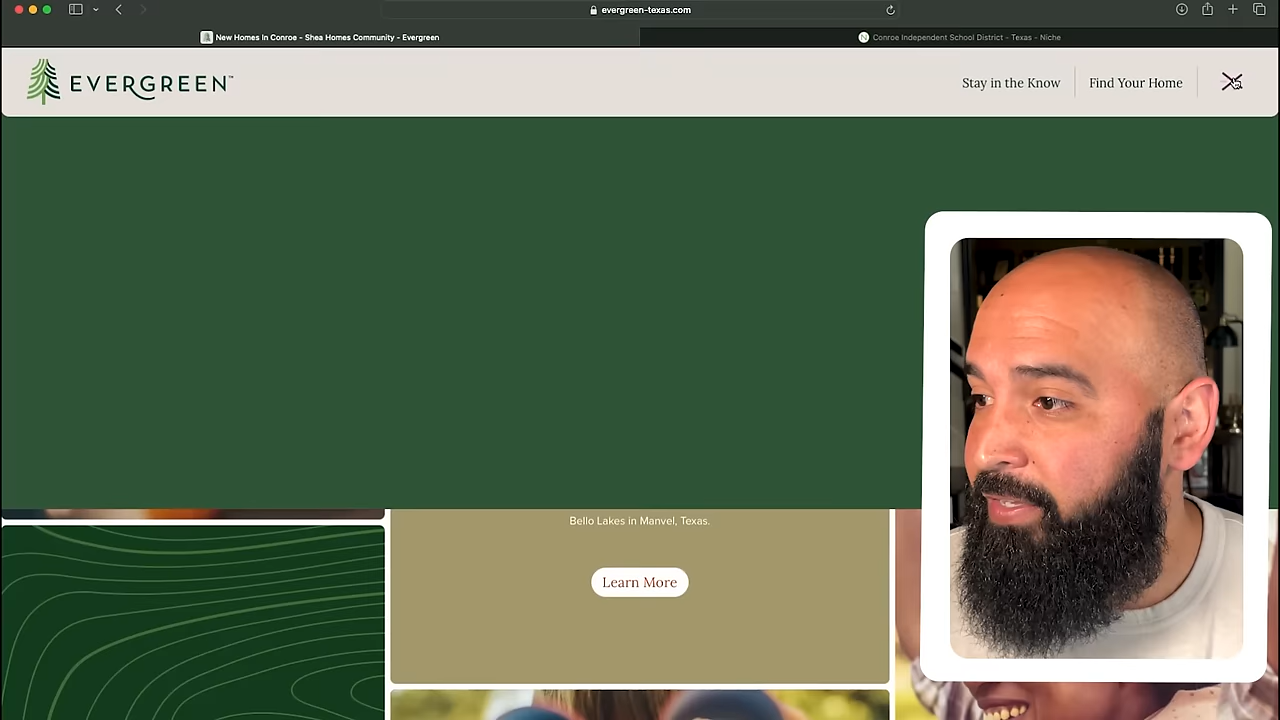 evergreen-texas.com
New Homes In Conroe - Shea Homes Community - Evergreen
Conroe Independent School District - Texas - Niche
EVERGREEN™
Stay in the Know
Find Your Home
Bello Lakes in Manvel, Texas.
Learn More